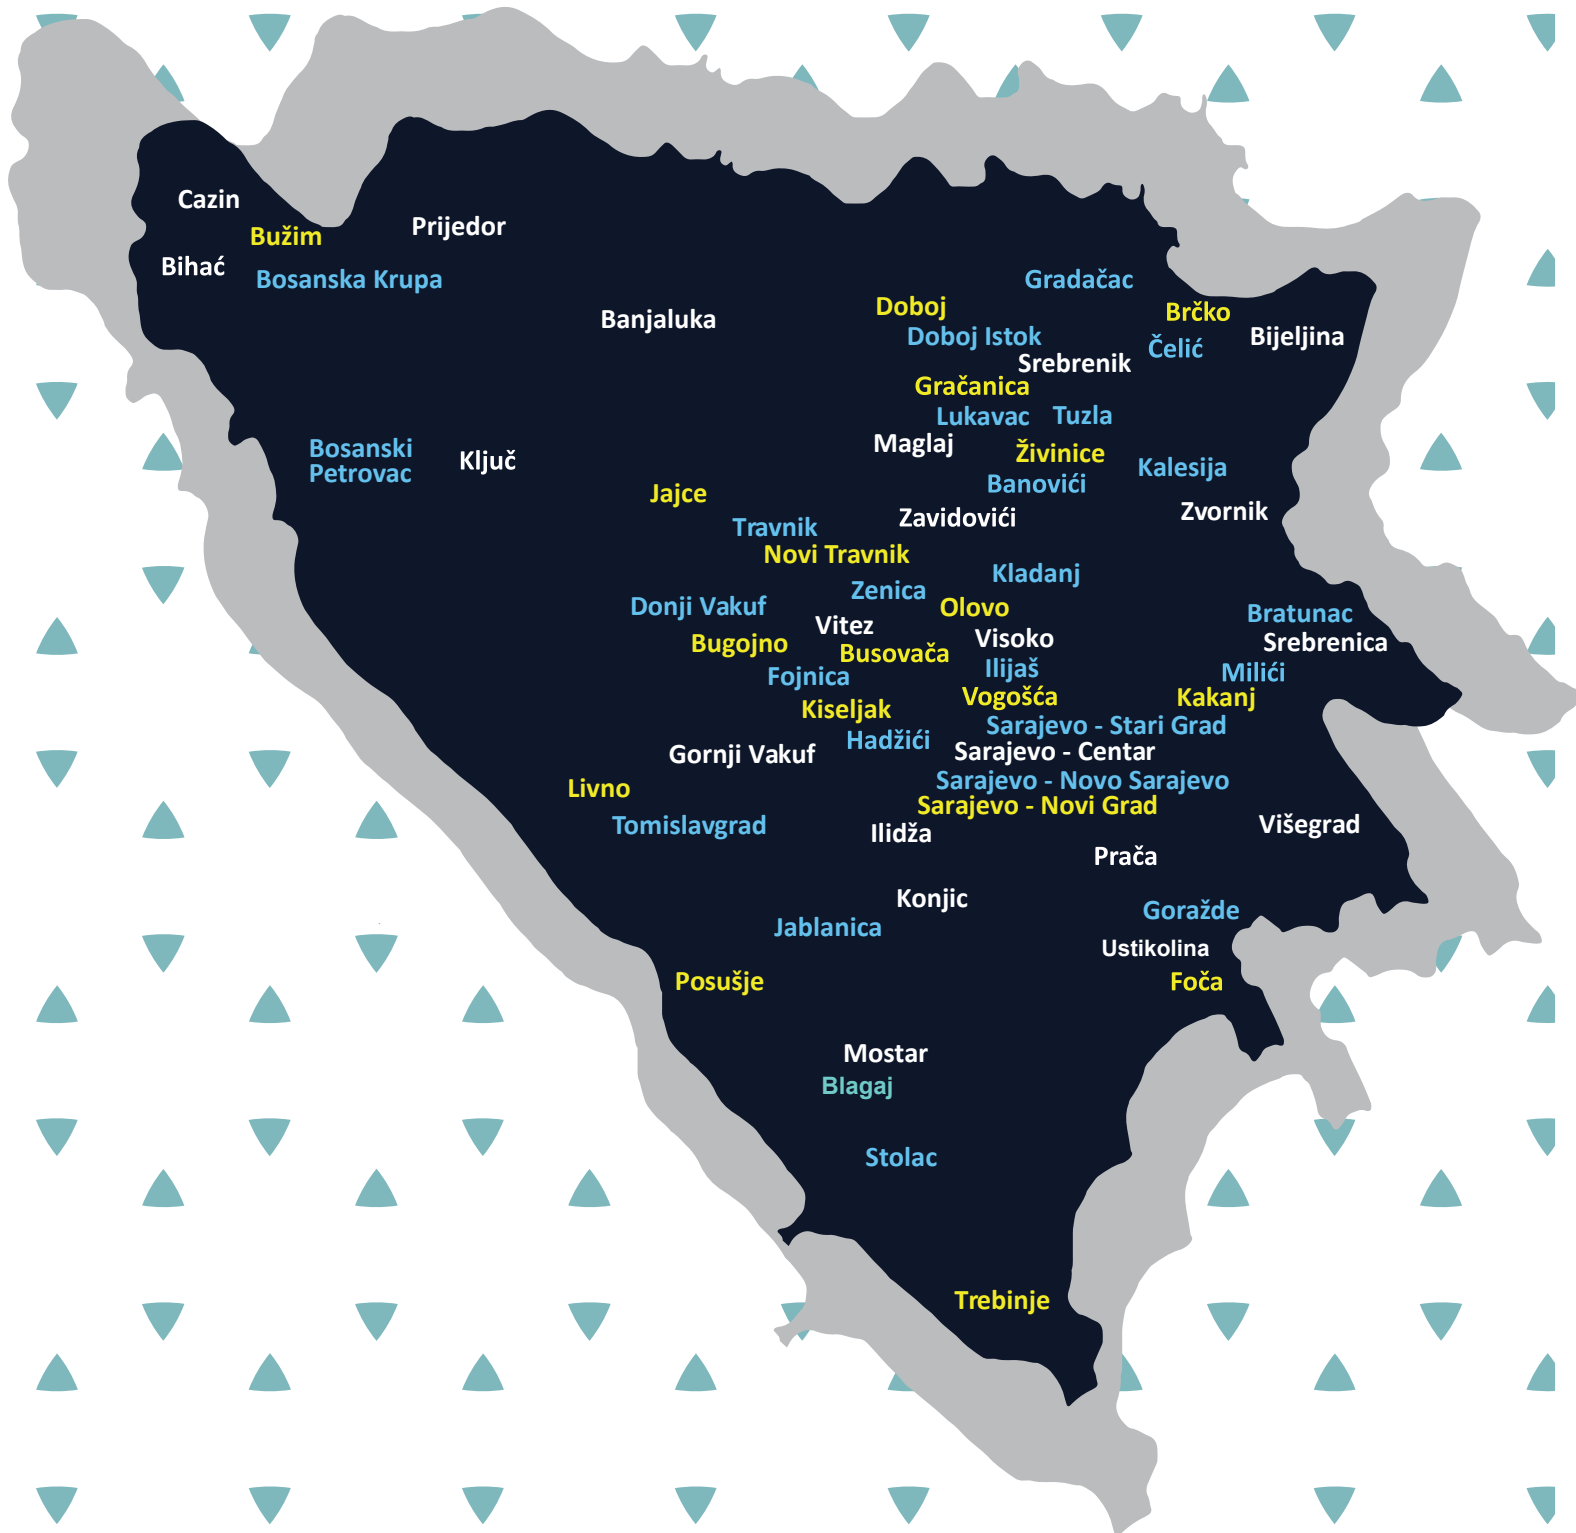 Cazin
Prijedor
Bužim
Bihać
Bosanska Krupa
Gradačac
Doboj
Brčko
Banjaluka
Doboj Istok
Bijeljina
Čelić
Srebrenik
Gračanica
Lukavac
Tuzla
Maglaj
Bosanski
Petrovac
Ključ
Živinice
Kalesija
Banovići
Jajce
Zvornik
Zavidovići
Travnik
Novi Travnik
Kladanj
Zenica
Donji Vakuf
Olovo
Bratunac
Vitez
Visoko
Srebrenica
Bugojno
Busovača
Ilijaš
Fojnica
Milići
Vogošća
Kakanj
Kiseljak
Sarajevo - Stari Grad
Hadžići
Sarajevo - Centar
Gornji Vakuf
Sarajevo - Novo Sarajevo
Livno
Sarajevo - Novi Grad
Tomislavgrad
Višegrad
Ilidža
Prača
Konjic
Goražde
Jablanica
Ustikolina
Posušje
Foča
Mostar
Blagaj
Stolac
Trebinje